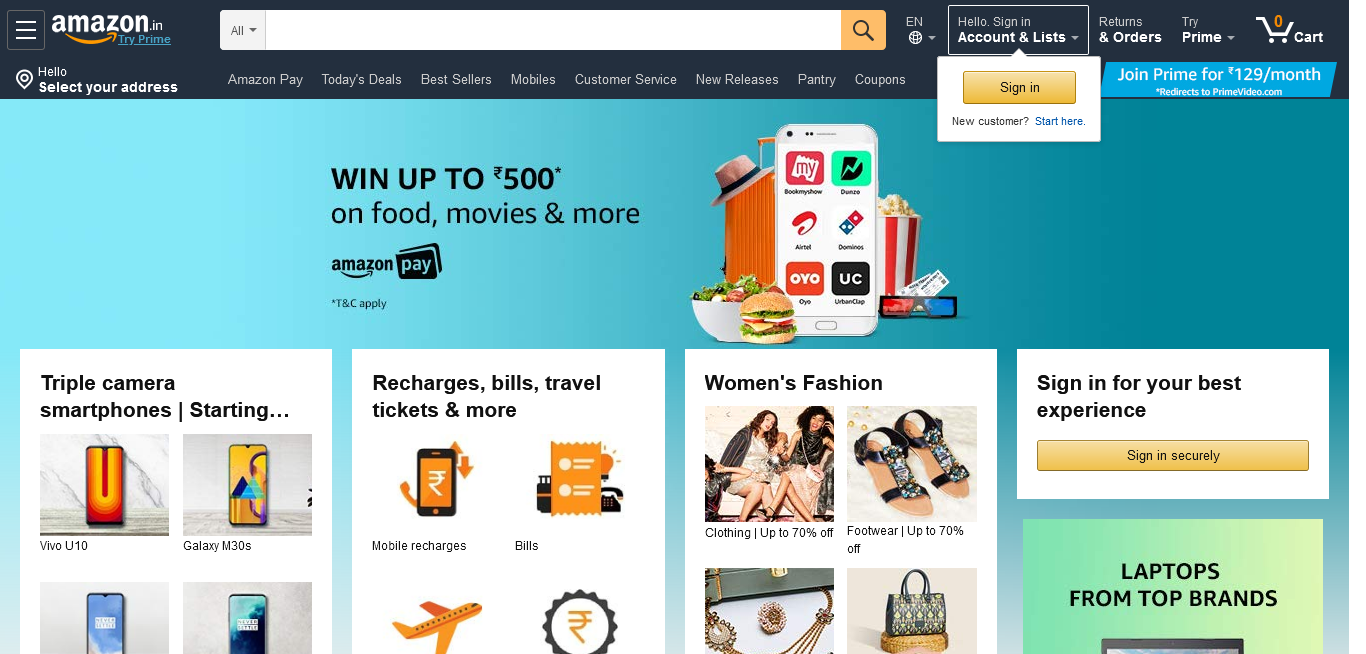 amazon.in
Try Prime
All
EN
Hello. Sign in
Account & Lists
Returns
& Orders
Try
Prime
0
Cart
Hello
Select your address
Amazon Pay
Today's Deals
Best Sellers
Mobiles
Customer Service
New Releases
Pantry
Coupons
Join Prime for ₹129/month
*Redirects to PrimeVideo.com
Sign in
New customer? Start here.
WIN UP TO ₹500*
on food, movies & more
amazon pay
*T&C apply
my
Bookmyshow
Dunzo
Airtel
Dominos
OYO
Oyo
UC
UrbanClap
Triple camera
smartphones | Starting…
Vivo U10
Galaxy M30s
Recharges, bills, travel
tickets & more
₹
Mobile recharges
Bills
₹
Women's Fashion
Clothing | Up to 70% off
Footwear | Up to 70%
off
Sign in for your best
experience
Sign in securely
LAPTOPS
FROM TOP BRANDS